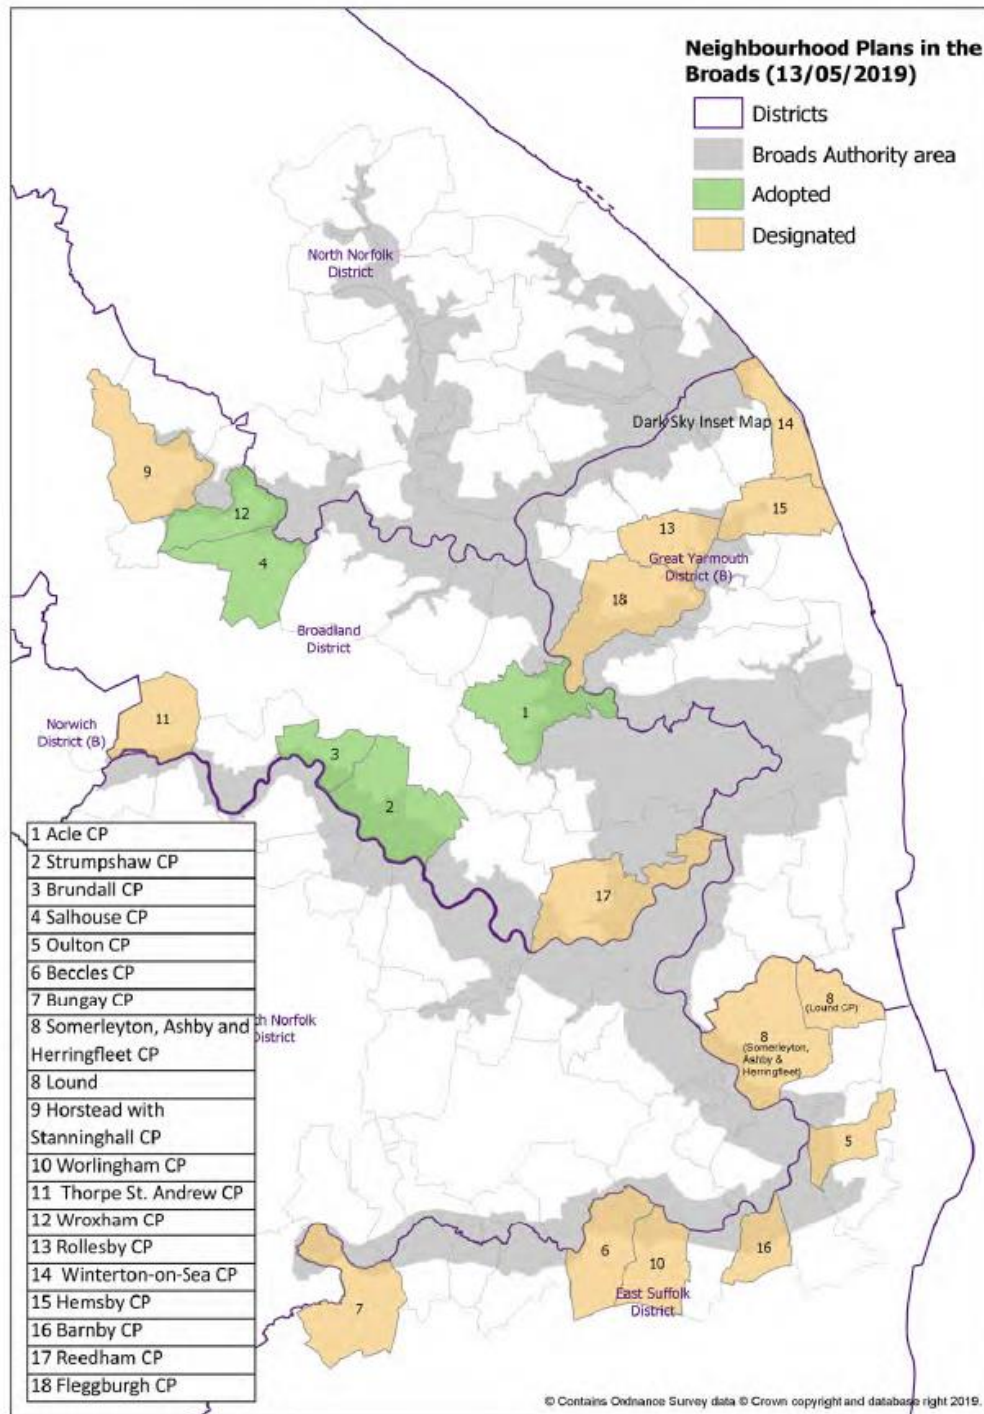 Neighbourhood Plans in the
Broads (13/05/2019)
Districts
Broads Authority area
Adopted
Designated
North Norfolk
District
Dark Sky Inset Map
14
9
12
15
13
4
Great Yarmouth
District (B)
18
Broadland
District
11
1
Norwich
District (B)
3
2
17
8
(Lound CP)
8
(Somerleyton,
Ashby &
Herringfleet)
th Norfolk
District
5
6
10
16
7
East Suffolk
District
1 Acle CP
2 Strumpshaw CP
3 Brundall CP
4 Salhouse CP
5 Oulton CP
6 Beccles CP
7 Bungay CP
8 Somerleyton, Ashby and
Herringfleet CP
8 Lound
9 Horstead with
Stanninghall CP
10 Worlingham CP
11 Thorpe St. Andrew CP
12 Wroxham CP
13 Rollesby CP
14 Winterton-on-Sea CP
15 Hemsby CP
16 Barnby CP
17 Reedham CP
18 Fleggburgh CP
© Contains Ordnance Survey data © Crown copyright and database right 2019.